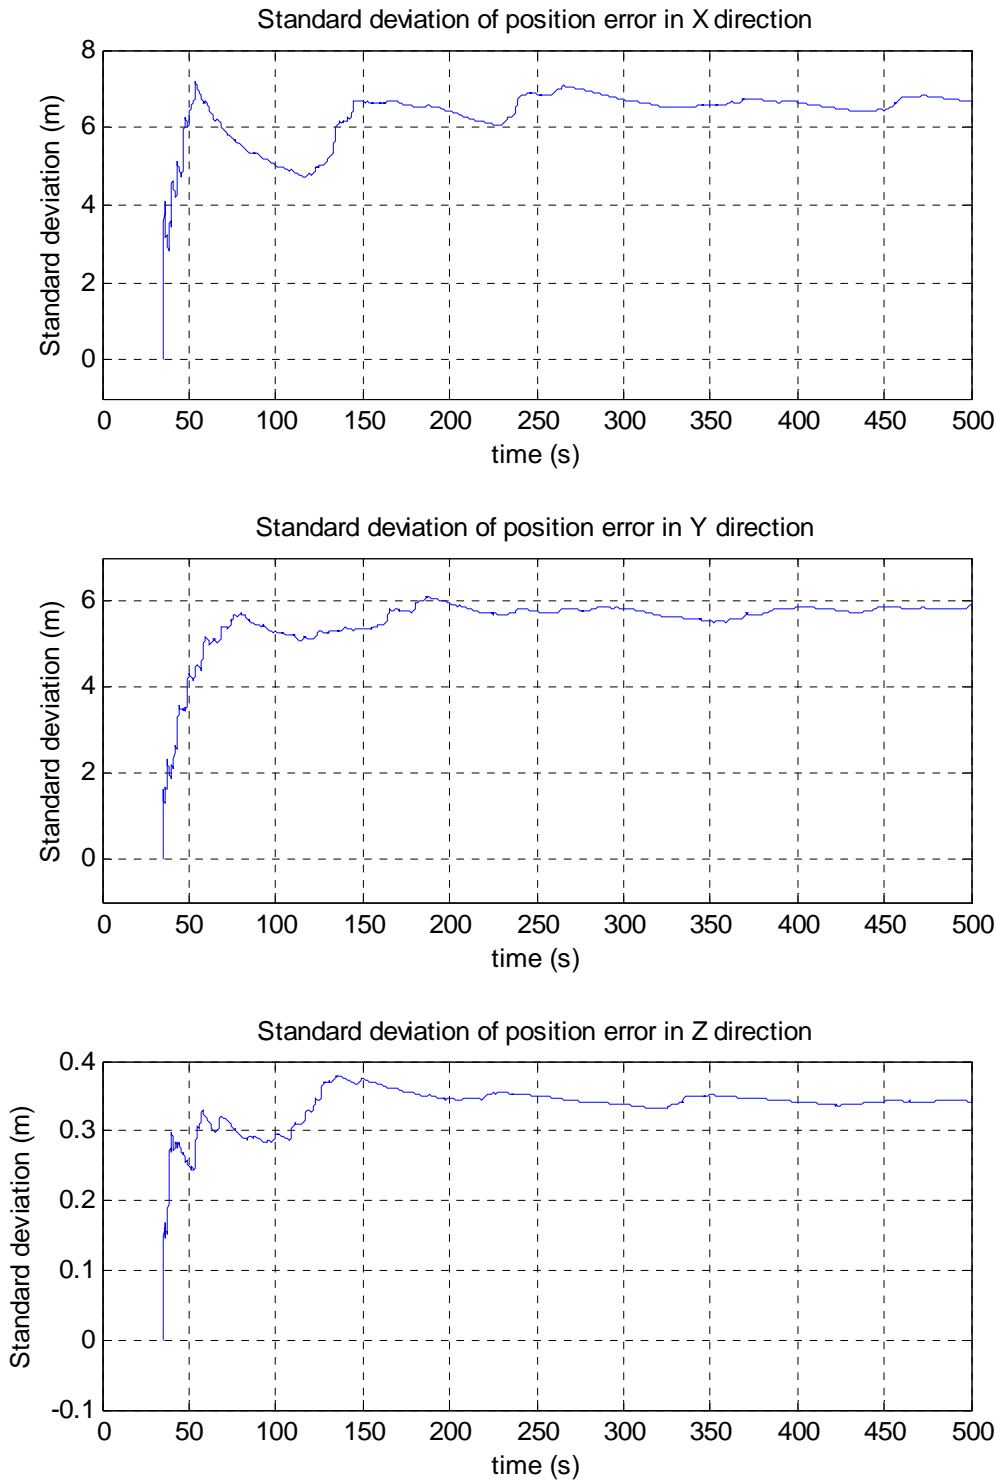 Standard deviation of position error in X direction
8
6
4
2
0
Standard deviation (m)
0 50 100 150 200 250 300 350 400 450 500
time (s)
Standard deviation of position error in Y direction
6
4
2
0
Standard deviation (m)
0 50 100 150 200 250 300 350 400 450 500
time (s)
Standard deviation of position error in Z direction
0.4
0.3
0.2
0.1
0
-0.1
Standard deviation (m)
0 50 100 150 200 250 300 350 400 450 500
time (s)